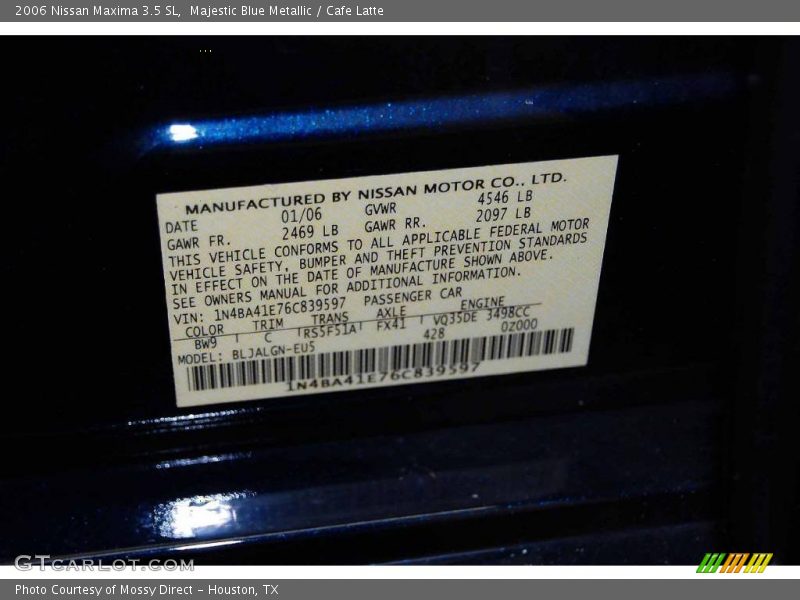 2006 Nissan Maxima 3.5 SL, Majestic Blue Metallic / Cafe Latte
MANUFACTURED BY NISSAN MOTOR CO., LTD.
DATE 01/06 GVWR 4546 LB
GAWR FR. 2469 LB GAWR RR. 2097 LB
THIS VEHICLE CONFORMS TO ALL APPLICABLE FEDERAL MOTOR
VEHICLE SAFETY, BUMPER AND THEFT PREVENTION STANDARDS
IN EFFECT ON THE DATE OF MANUFACTURE SHOWN ABOVE.
SEE OWNERS MANUAL FOR ADDITIONAL INFORMATION.
VIN: 1N4BA41E76C839597 PASSENGER CAR
COLOR TRIM TRANS AXLE ENGINE
BW9 C RS5F51A FX41 VQ35DE 3498CC
MODEL: BLJALGN-EU5 428 0Z000
1N4BA41E76C839597
GTCARLOT.COM
Photo Courtesy of Mossy Direct – Houston, TX